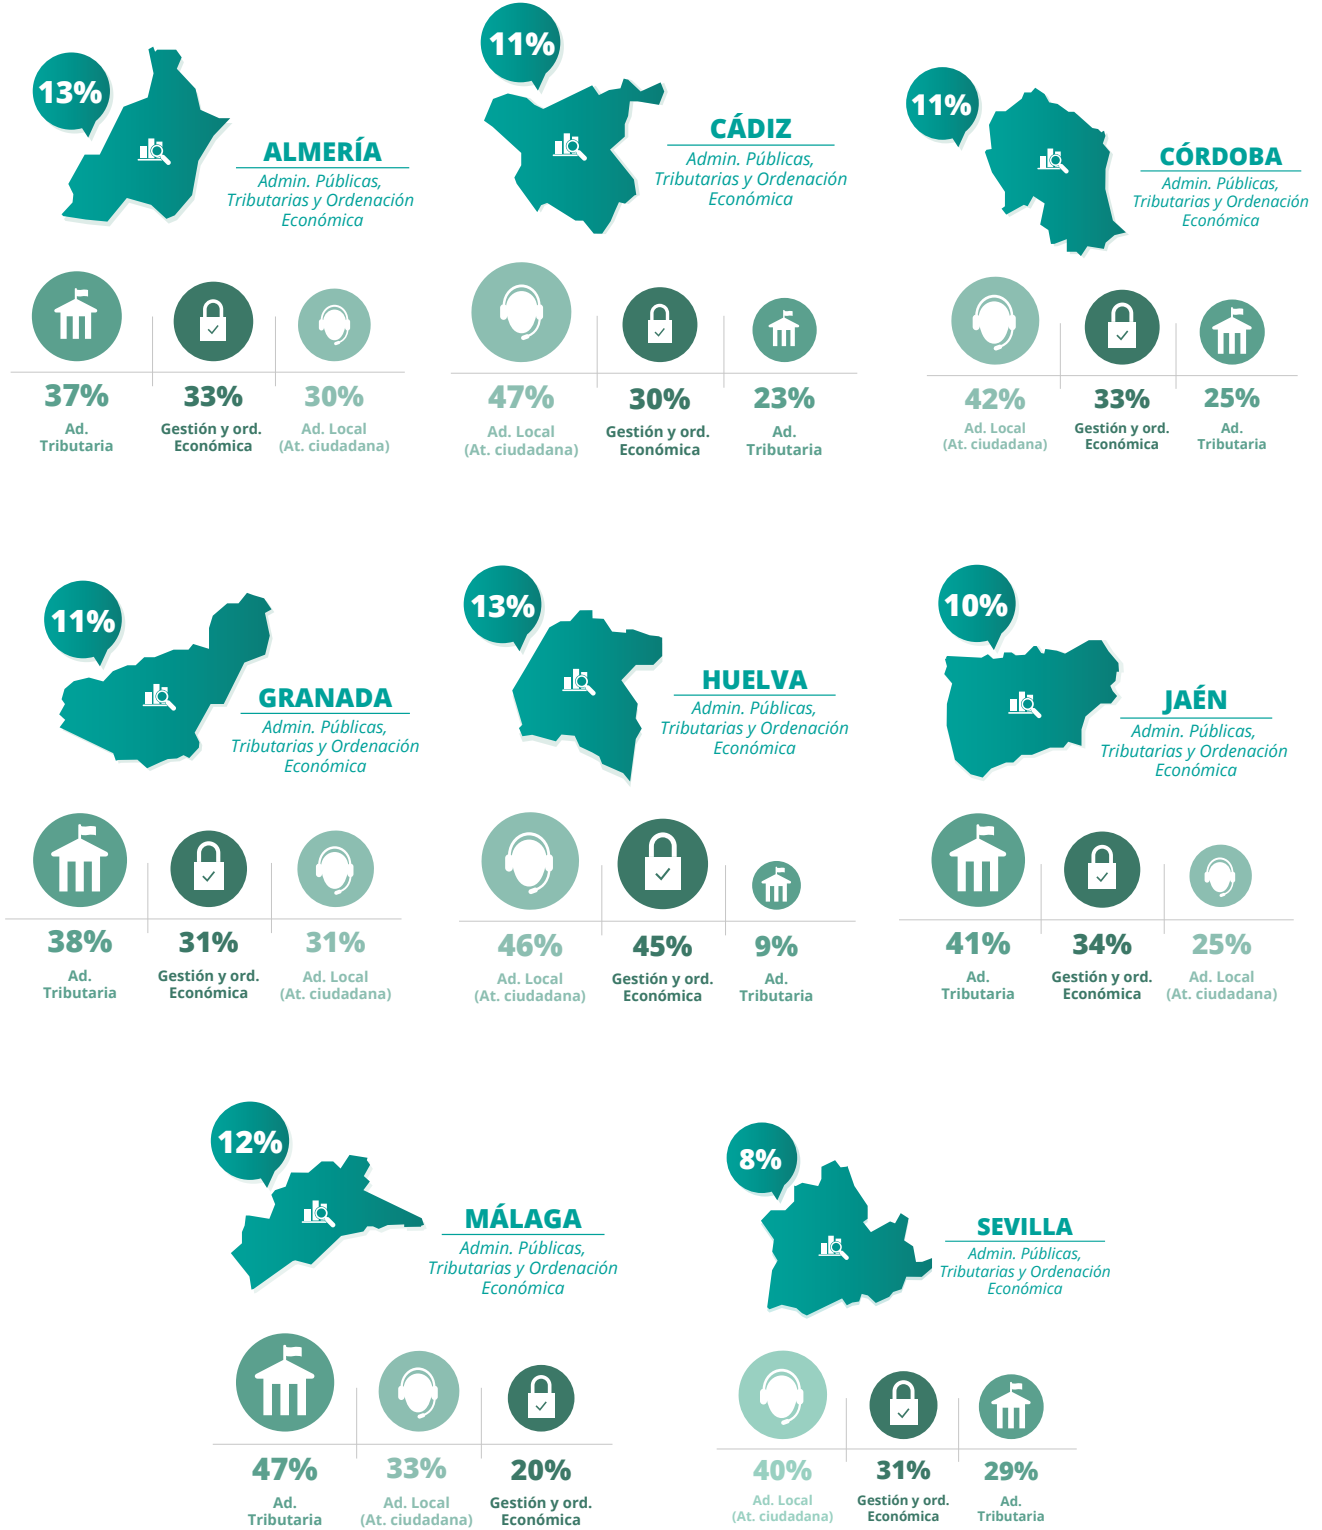 13%
ALMERÍA
Admin. Públicas,
Tributarias y Ordenación
Económica
37%
Ad.
Tributaria
33%
Gestión y ord.
Económica
30%
Ad. Local
(At. ciudadana)
11%
CÁDIZ
Admin. Públicas,
Tributarias y Ordenación
Económica
47%
Ad. Local
(At. ciudadana)
30%
Gestión y ord.
Económica
23%
Ad.
Tributaria
11%
CÓRDOBA
Admin. Públicas,
Tributarias y Ordenación
Económica
42%
Ad. Local
(At. ciudadana)
33%
Gestión y ord.
Económica
25%
Ad.
Tributaria
11%
GRANADA
Admin. Públicas,
Tributarias y Ordenación
Económica
38%
Ad.
Tributaria
31%
Gestión y ord.
Económica
31%
Ad. Local
(At. ciudadana)
13%
HUELVA
Admin. Públicas,
Tributarias y Ordenación
Económica
46%
Ad. Local
(At. ciudadana)
45%
Gestión y ord.
Económica
9%
Ad.
Tributaria
10%
JAÉN
Admin. Públicas,
Tributarias y Ordenación
Económica
41%
Ad.
Tributaria
34%
Gestión y ord.
Económica
25%
Ad. Local
(At. ciudadana)
12%
MÁLAGA
Admin. Públicas,
Tributarias y Ordenación
Económica
47%
Ad.
Tributaria
33%
Ad. Local
(At. ciudadana)
20%
Gestión y ord.
Económica
8%
SEVILLA
Admin. Públicas,
Tributarias y Ordenación
Económica
40%
Ad. Local
(At. ciudadana)
31%
Gestión y ord.
Económica
29%
Ad.
Tributaria